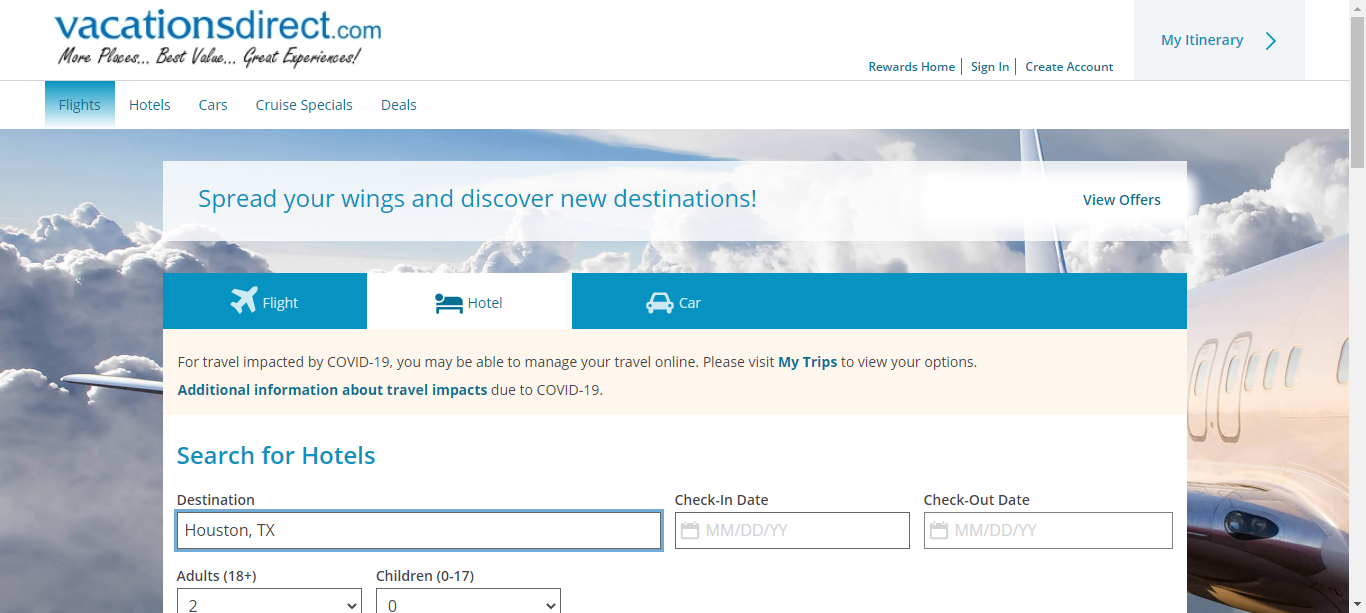 vacationsdirect.com
More Places... Best Value... Great Experiences!
My Itinerary
Rewards Home Sign In Create Account
Flights Hotels Cars Cruise Specials Deals
Spread your wings and discover new destinations!
View Offers
Flight Hotel Car
For travel impacted by COVID-19, you may be able to manage your travel online. Please visit My Trips to view your options.
Additional information about travel impacts due to COVID-19.
Search for Hotels
Destination Check-In Date Check-Out Date
Houston, TX MM/DD/YY MM/DD/YY
Adults (18+) Children (0-17)
2 0